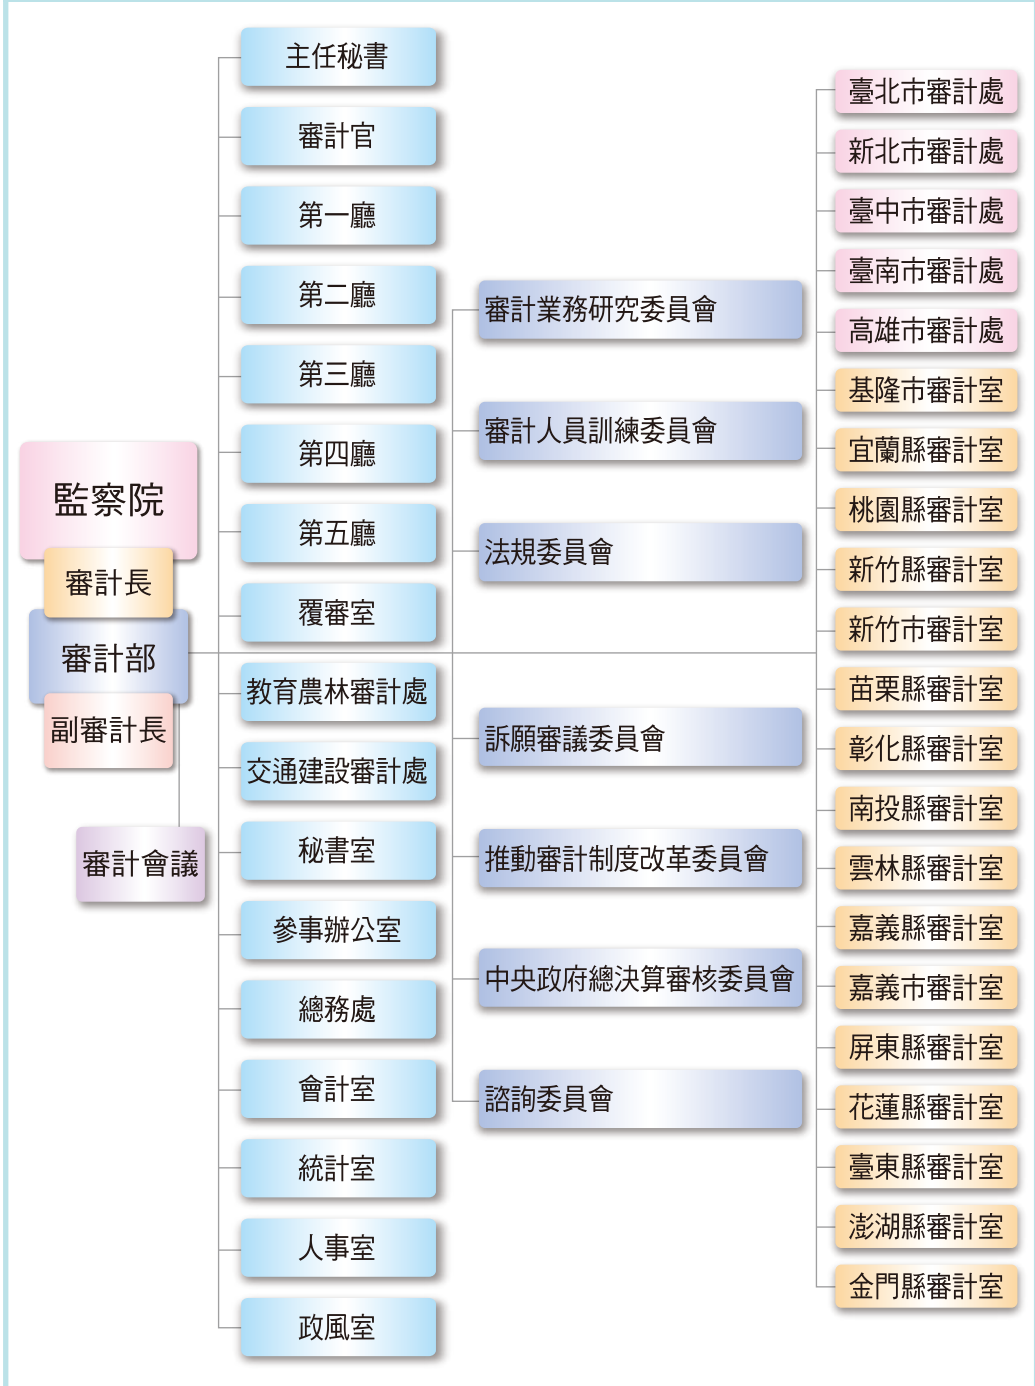 監察院
審計長
審計部
副審計長
審計會議
主任秘書
審計官
第一廳
第二廳
第三廳
第四廳
第五廳
覆審室
教育農林審計處
交通建設審計處
秘書室
參事辦公室
總務處
會計室
統計室
人事室
政風室
審計業務研究委員會
審計人員訓練委員會
法規委員會
訴願審議委員會
推動審計制度改革委員會
中央政府總決算審核委員會
諮詢委員會
臺北市審計處
新北市審計處
臺中市審計處
臺南市審計處
高雄市審計處
基隆市審計室
宜蘭縣審計室
桃園縣審計室
新竹縣審計室
新竹市審計室
苗栗縣審計室
彰化縣審計室
南投縣審計室
雲林縣審計室
嘉義縣審計室
嘉義市審計室
屏東縣審計室
花蓮縣審計室
臺東縣審計室
澎湖縣審計室
金門縣審計室